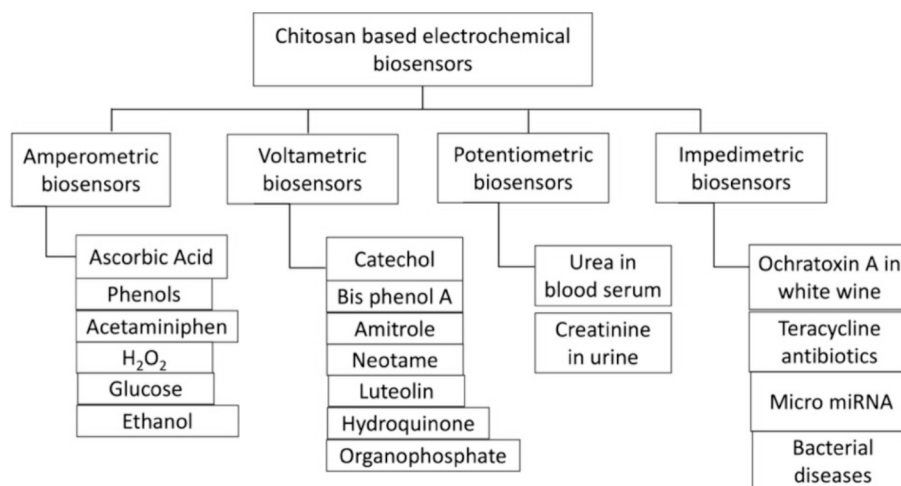 Chitosan based electrochemical
biosensors
Amperometric
biosensors
Voltametric
biosensors
Potentiometric
biosensors
Impedimetric
biosensors
Ascorbic Acid
Phenols
Acetaminiphen
H₂O₂
Glucose
Ethanol
Catechol
Bis phenol A
Amitrole
Neotame
Luteolin
Hydroquinone
Organophosphate
Urea in
blood serum
Creatinine
in urine
Ochratoxin A in
white wine
Teracycline
antibiotics
Micro miRNA
Bacterial
diseases